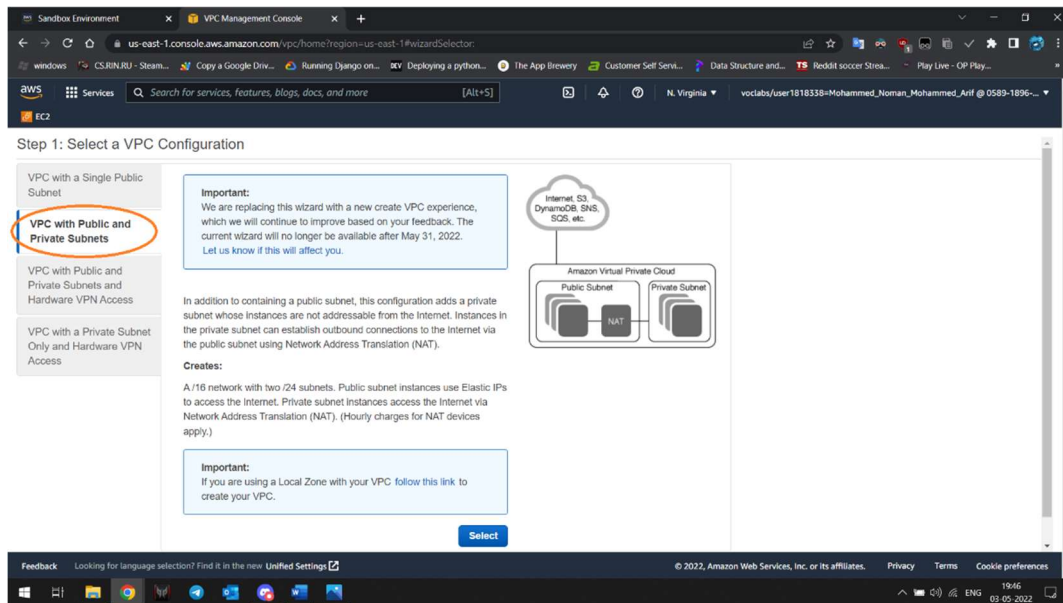 Sandbox Environment
VPC Management Console
us-east-1.console.aws.amazon.com/vpc/home?region=us-east-1#wizardSelector:
windows
CS.RIN.RU - Steam...
Copy a Google Driv...
Running Django on...
DEV
Deploying a python...
The App Brewery
Customer Self Servi...
Data Structure and...
TS
Reddit soccer Strea...
Play Live - OP Play...
»
aws
Services
Search for services, features, blogs, docs, and more
[Alt+S]
N. Virginia ▼
voclabs/user1818338=Mohammed_Noman_Mohammed_Arif @ 0589-1896-... ▼
EC2
Step 1: Select a VPC Configuration
VPC with a Single Public
Subnet
VPC with Public and
Private Subnets
VPC with Public and
Private Subnets and
Hardware VPN Access
VPC with a Private Subnet
Only and Hardware VPN
Access
Important:
We are replacing this wizard with a new create VPC experience,
which we will continue to improve based on your feedback. The
current wizard will no longer be available after May 31, 2022.
Let us know if this will affect you.
In addition to containing a public subnet, this configuration adds a private
subnet whose instances are not addressable from the Internet. Instances in
the private subnet can establish outbound connections to the Internet via
the public subnet using Network Address Translation (NAT).
Creates:
A /16 network with two /24 subnets. Public subnet instances use Elastic IPs
to access the Internet. Private subnet instances access the Internet via
Network Address Translation (NAT). (Hourly charges for NAT devices
apply.)
Important:
If you are using a Local Zone with your VPC follow this link to
create your VPC.
Select
Internet, S3,
DynamoDB, SNS,
SQS, etc.
Amazon Virtual Private Cloud
Public Subnet
Private Subnet
NAT
Feedback
Looking for language selection? Find it in the new Unified Settings
© 2022, Amazon Web Services, Inc. or its affiliates.
Privacy
Terms
Cookie preferences
ENG
19:46
03-05-2022